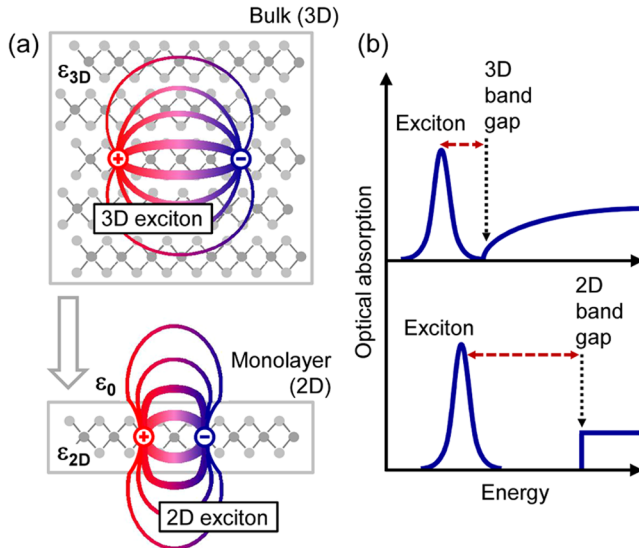 (a)
Bulk (3D)
ε3D
+
−
3D exciton
Monolayer
(2D)
ε0
ε2D
+
−
2D exciton
(b)
Optical absorption
Exciton
3D
band
gap
Exciton
2D
band
gap
Energy